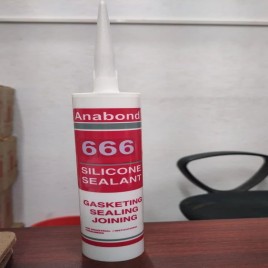 Anabond
666
SILICONE
SEALANT
GASKETING
SEALING
JOINING